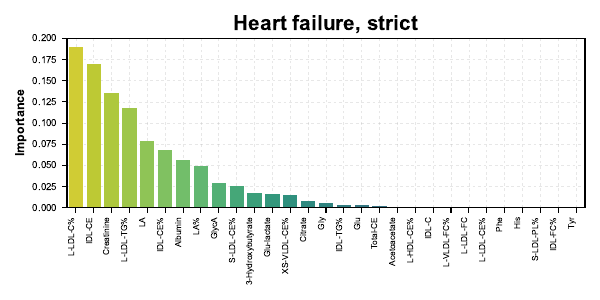 Heart failure, strict
Importance
0.200
0.175
0.150
0.125
0.100
0.075
0.050
0.025
0.000
L-LDL-C%
IDL-CE
Creatinine
L-LDL-TG%
LA
IDL-CE%
Albumin
LA%
GlycA
S-LDL-CE%
3-Hydroxybutyrate
Glu-lactate
XS-VLDL-CE%
Citrate
Gly
IDL-TG%
Glu
Total-CE
Acetoacetate
L-HDL-CE%
IDL-C
L-VLDL-FC%
L-LDL-FC
L-LDL-CE%
Phe
His
S-LDL-PL%
IDL-FC%
Tyr